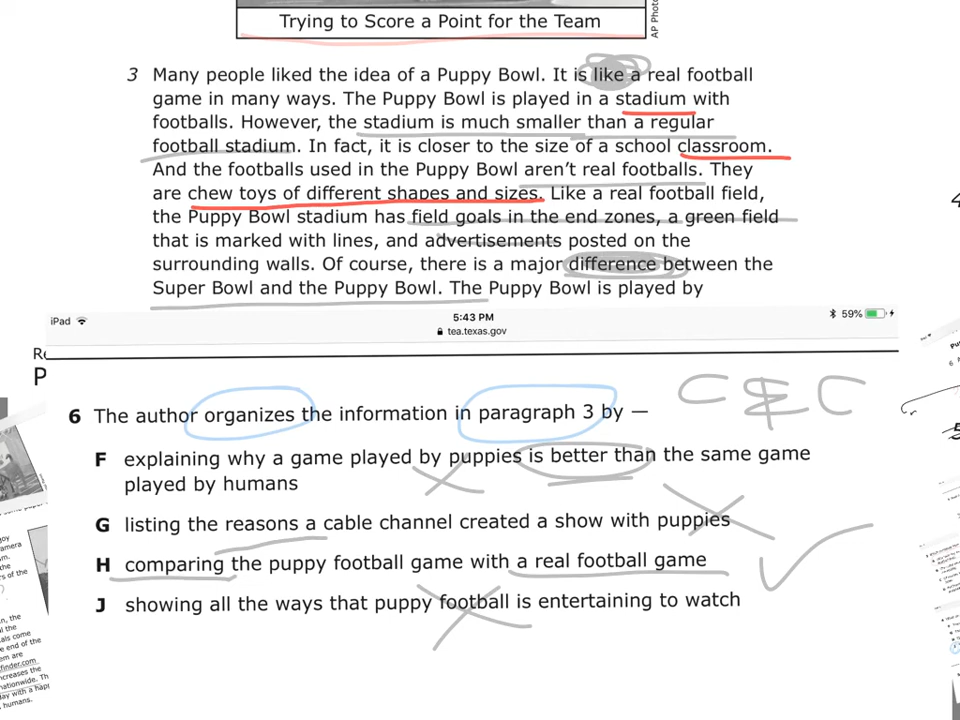 Trying to Score a Point for the Team
AP Photo
3 Many people liked the idea of a Puppy Bowl. It is like a real football
game in many ways. The Puppy Bowl is played in a stadium with
footballs. However, the stadium is much smaller than a regular
football stadium. In fact, it is closer to the size of a school classroom.
And the footballs used in the Puppy Bowl aren't real footballs. They
are chew toys of different shapes and sizes. Like a real football field,
the Puppy Bowl stadium has field goals in the end zones, a green field
that is marked with lines, and advertisements posted on the
surrounding walls. Of course, there is a major difference between the
Super Bowl and the Puppy Bowl. The Puppy Bowl is played by
iPad 5:43 PM 59%
tea.texas.gov
C & C
6 The author organizes the information in paragraph 3 by —
F explaining why a game played by puppies is better than the same game
played by humans
G listing the reasons a cable channel created a show with puppies
H comparing the puppy football game with a real football game
J showing all the ways that puppy football is entertaining to watch
finder.com
humans.